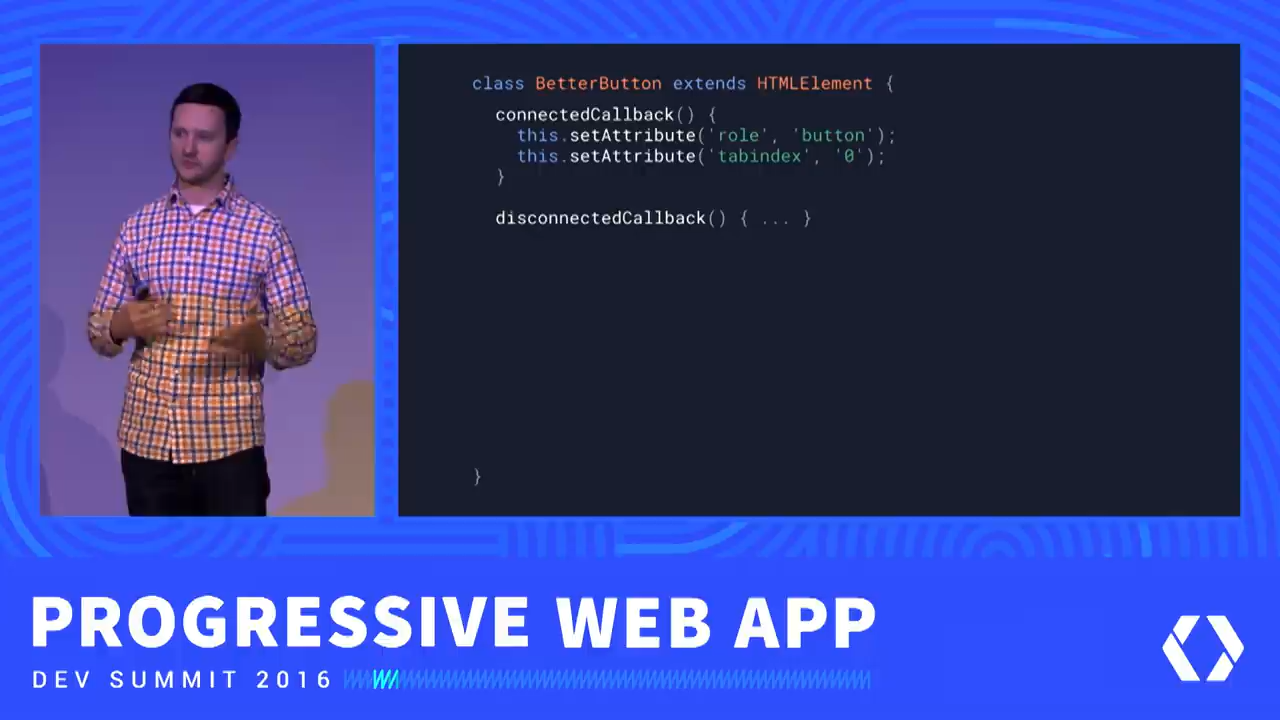 class BetterButton extends HTMLElement {
connectedCallback() {
this.setAttribute('role', 'button');
this.setAttribute('tabindex', '0');
}
disconnectedCallback() { ... }
}
PROGRESSIVE WEB APP
DEV SUMMIT 2016